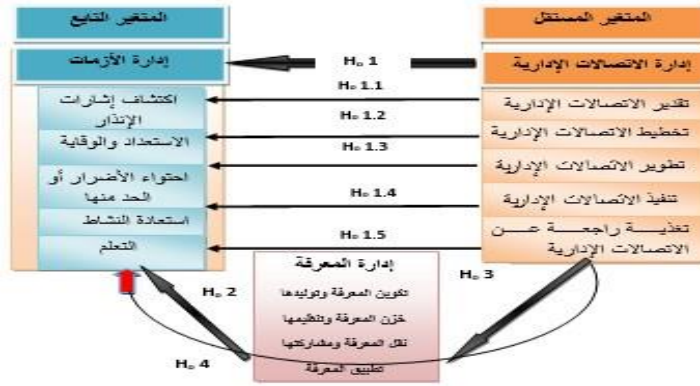 المتغير المستقل
المتغير التابع
إدارة الاتصالات الإدارية
H₀ 1
إدارة الأزمات
تقدير الاتصالات الإدارية
تخطيط الاتصالات الإدارية
تطوير الاتصالات الإدارية
تنفيذ الاتصالات الإدارية
تغذية راجعة عن
الاتصالات الإدارية
H₀ 1.1
H₀ 1.2
H₀ 1.3
H₀ 1.4
H₀ 1.5
اكتشاف إشارات
الإنذار
الاستعداد والوقاية
احتواء الأضرار أو
الحد منها
استعادة النشاط
التعلم
إدارة المعرفة
تكوين المعرفة وتوليدها
خزن المعرفة وتنظيمها
نقل المعرفة ومشاركتها
تطبيق المعرفة
H₀ 3
H₀ 2
H₀ 4